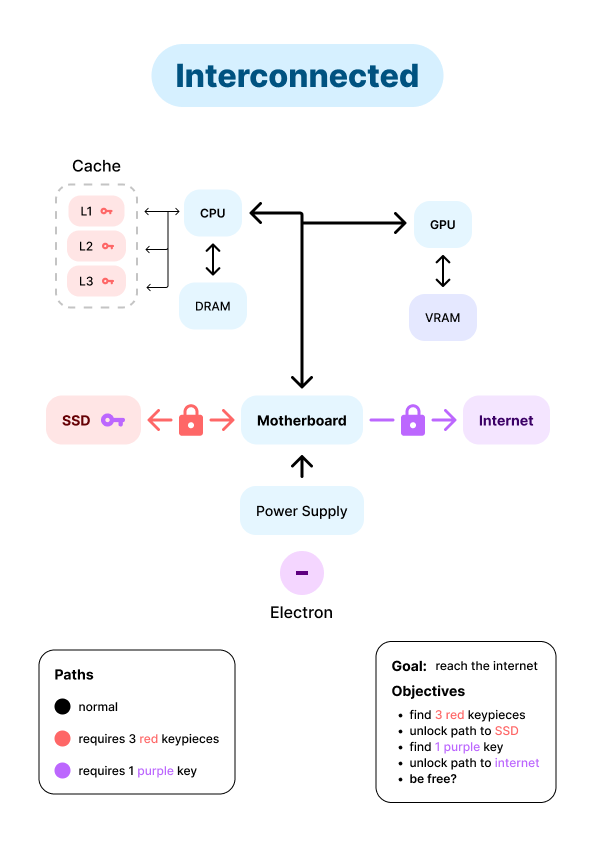 Interconnected
Cache
L1
L2
L3
CPU
DRAM
GPU
VRAM
SSD
Motherboard
Internet
Power Supply
Electron
Paths
normal
requires 3 red keypieces
requires 1 purple key
Goal: reach the internet
Objectives
• find 3 red keypieces
• unlock path to SSD
• find 1 purple key
• unlock path to internet
• be free?